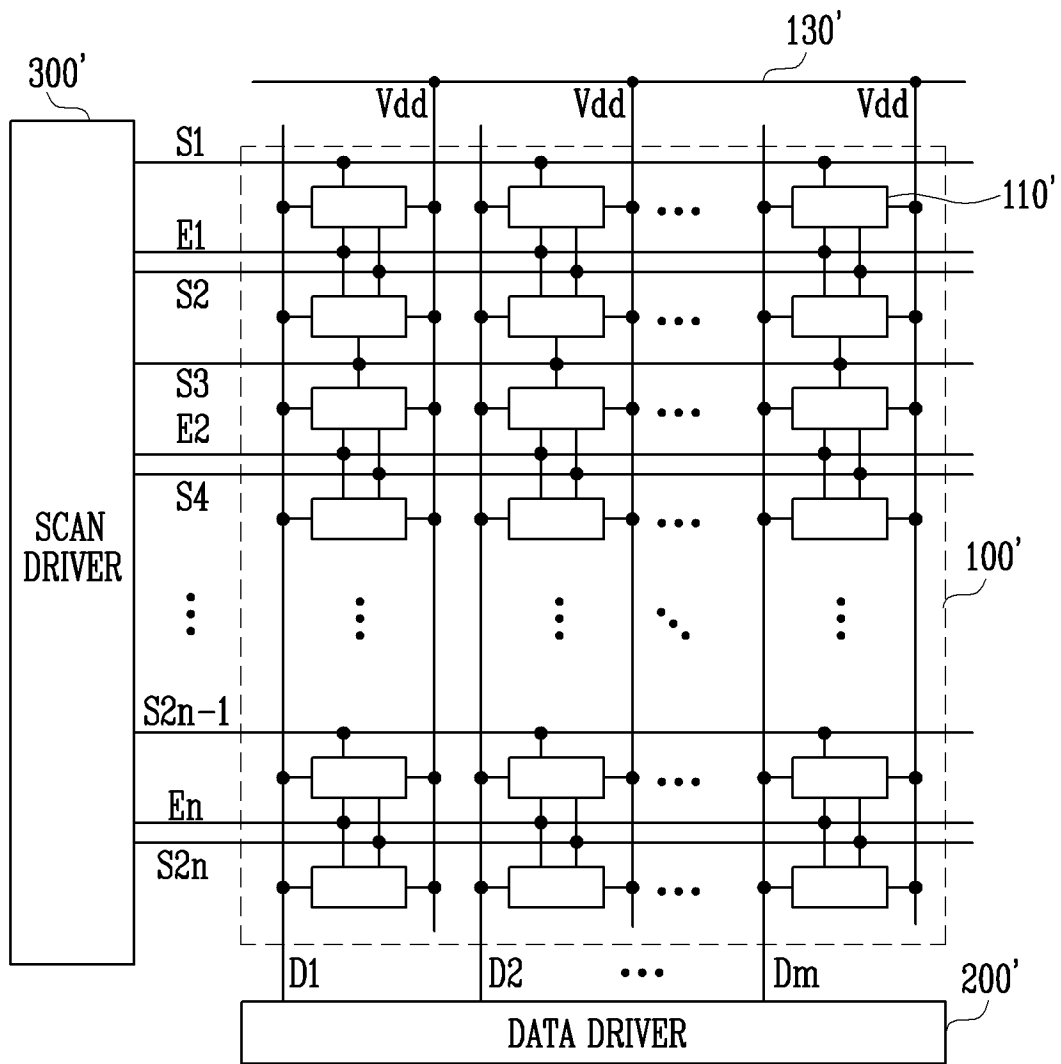 130'
300'
Vdd Vdd Vdd
S1
110'
E1
S2
S3
E2
S4
SCAN
DRIVER
100'
S2n-1
En
S2n
D1 D2 Dm
200'
DATA DRIVER